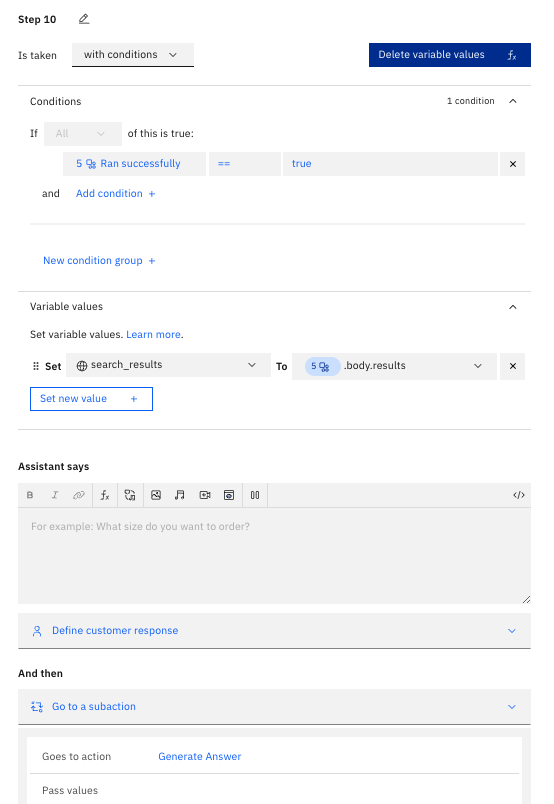 Step 10
Is taken with conditions Delete variable values fx
Conditions 1 condition
If All of this is true:
5 Ran successfully == true
and Add condition +
New condition group +
Variable values
Set variable values. Learn more.
Set search_results To 5 .body.results
Set new value +
Assistant says
B I fx </>
For example: What size do you want to order?
Define customer response
And then
Go to a subaction
Goes to action Generate Answer
Pass values